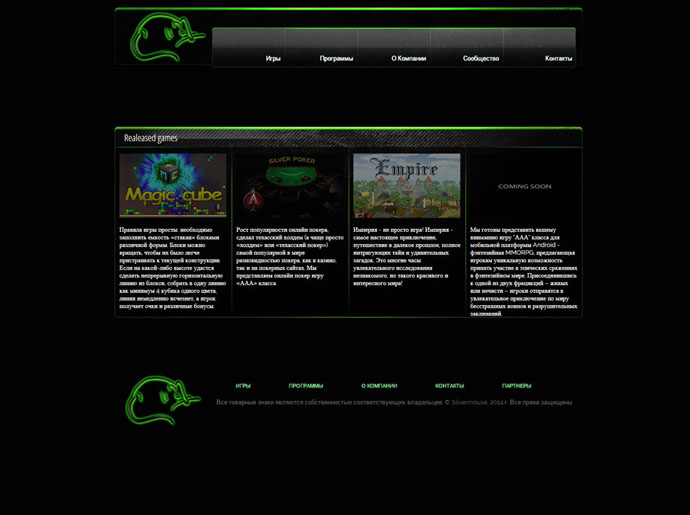 Игры Программы О Компании Сообщество Контакты
Realeased games
Magic cube
SILVER POKER
Empire
COMING SOON
Правила игры просты: необходимо
заполнить емкость «стакан» блоками
различной формы. Блоки можно
вращать, чтобы их было легче
пристраивать к текущей конструкции.
Если на какой-либо высоте удастся
сделать непрерывную горизонтальную
линию из блоков, собрать в одну линию
как минимум 4 кубика одного цвета,
линия немедленно исчезнет, а игрок
получает очки и различные бонусы.
Рост популярности онлайн покера,
сделал техасский холдем (а чаще просто
«холдем» или «техасский покер»)
самой популярной в мире
разновидностью покера, как в казино,
так и на покерных сайтах. Мы
представляем онлайн покер игру
«ААА» класса.
Империя - не просто игра! Империя -
самое настоящее приключение,
путешествие в далекое прошлое, полное
интригующих тайн и удивительных
загадок. Это многие часы
увлекательного исследования
незнакомого, но такого красивого и
интересного мира!
Мы готовы представить вашему
вниманию игру "ААА" класса для
мобильной платформы Android -
фэнтезийная MMORPG, предлагающая
игрокам уникальную возможность
принять участие в эпических сражениях
в фэнтезийном мире. Присоединившись
к одной из двух фракций – живых
или нечисти – игроки отправятся в
увлекательное приключение по миру
бесстрашных воинов и разрушительных
заклинаний.
ИГРЫ ПРОГРАММЫ О КОМПАНИИ КОНТАКТЫ ПАРТНЕРЫ
Все товарные знаки являются собственностью соответствующих владельцев. © Silvermouse, 2014 г. Все права защищены.